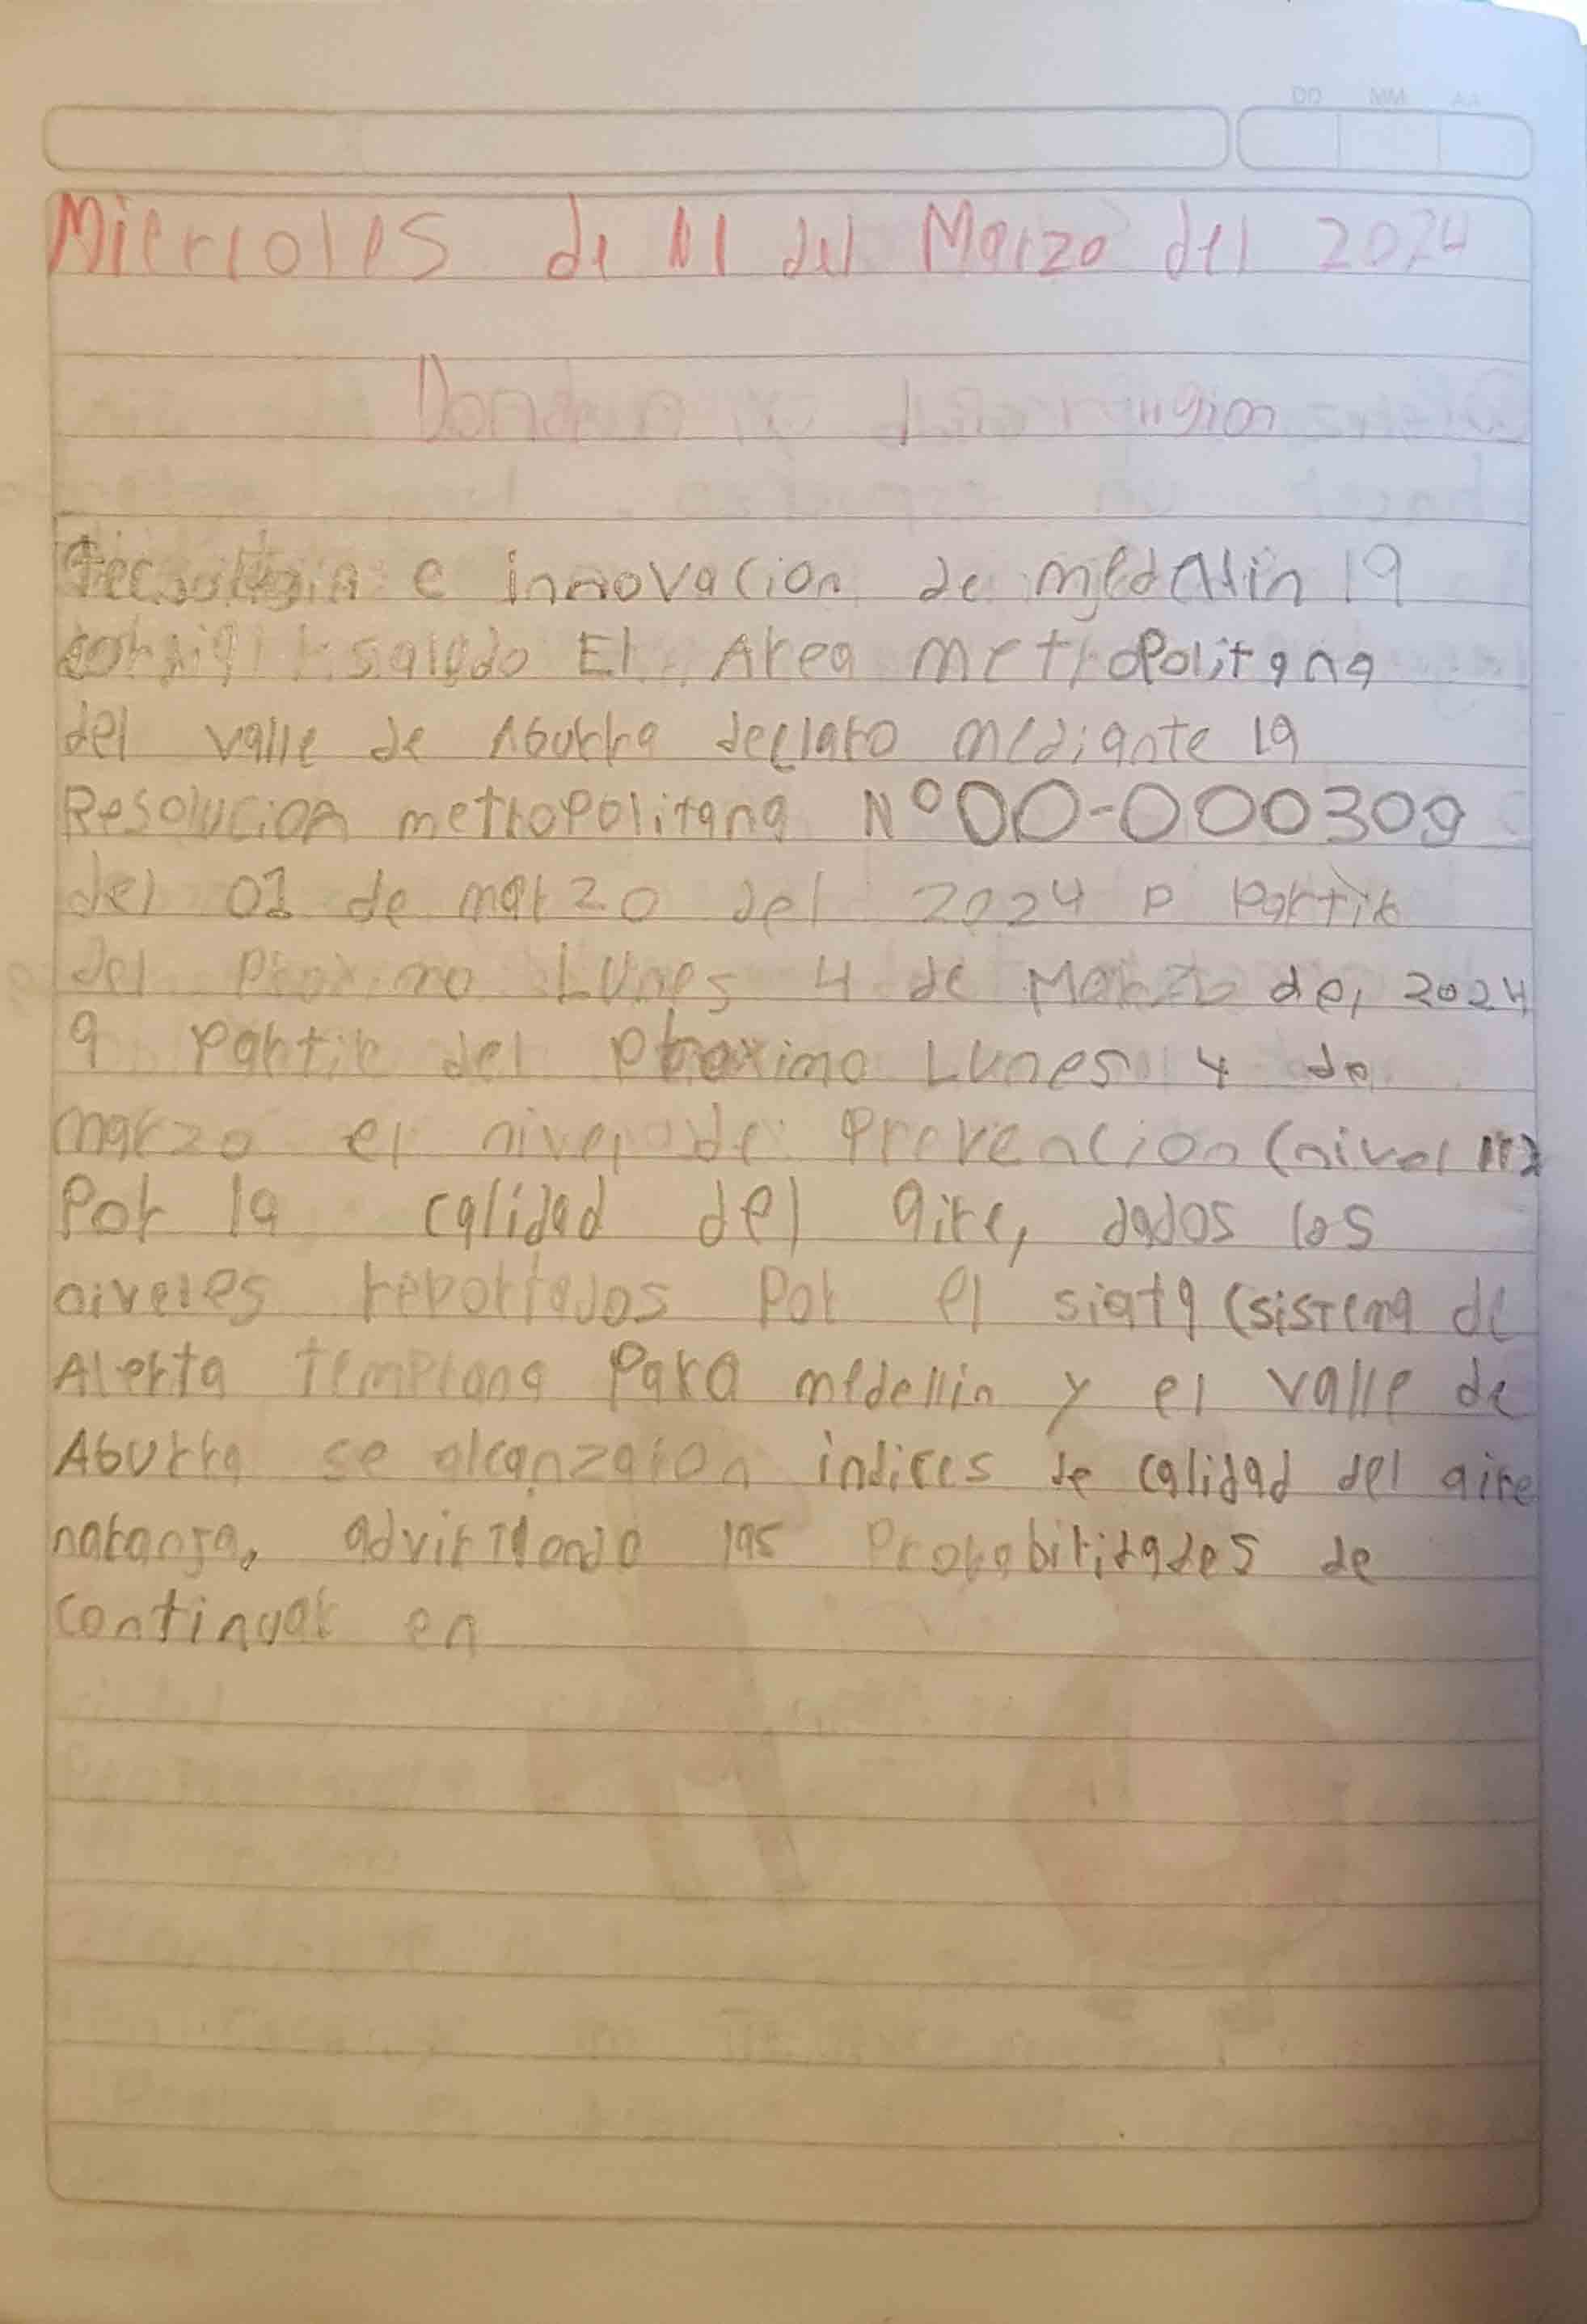 DD MM AA
Miercoles de 11 del Marzo del 2024
innovacion de medellin la
El Area metropolitana
del valle de Aburra declaro mediante la
Resolucion metropolitana N°00-000309
del 01 de marzo del 2024 p partir
del proximo Lunes 4 de Marzo del 2024
a partir del proximo Lunes 4 de
marzo el nivel de Prevencion (nivel II)
Por la calidad del aire, dados los
niveles reportados Por el siata (sistema de
Alerta Temprana Para medellin y el valle de
Aburra se alcanzaron indices de calidad del aire
naranja, advirtiendo las Probabilidades de
continuar en